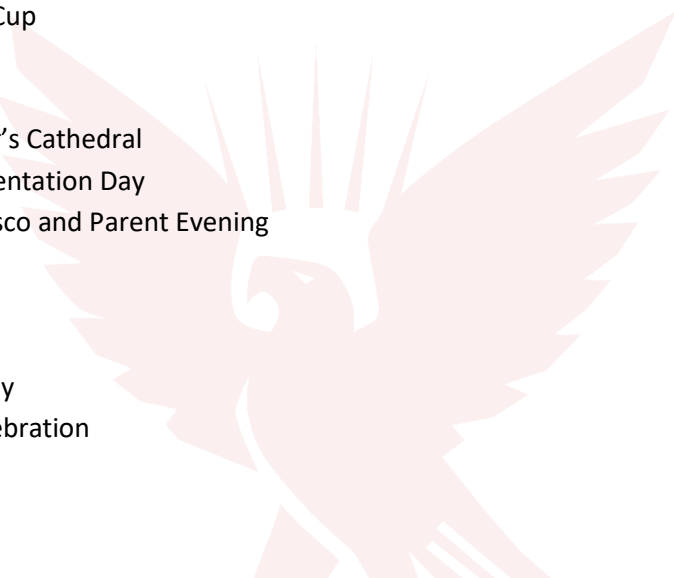 Cup
’s Cathedral
entation Day
sco and Parent Evening
y
ebration